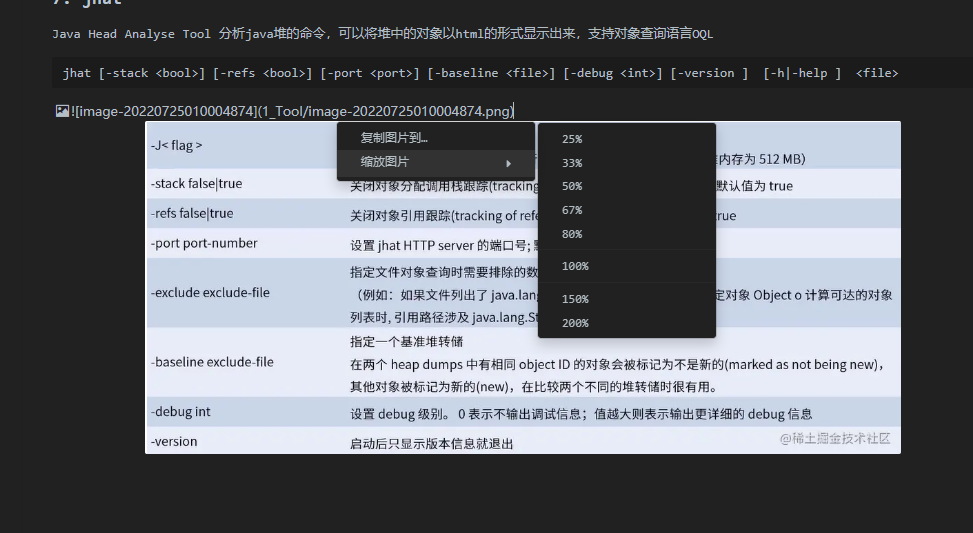 7. jhat
Java Head Analyse Tool 分析java堆的命令，可以将堆中的对象以html的形式显示出来，支持对象查询语言OQL
jhat [-stack <bool>] [-refs <bool>] [-port <port>] [-baseline <file>] [-debug <int>] [-version ] [-h|-help ] <file>
![image-20220725010004874](1_Tool/image-20220725010004874.png)
复制图片到...
缩放图片
25%
33%
50%
67%
80%
100%
150%
200%
-J< flag >
内存为 512 MB）
-stack false|true
关闭对象分配调用栈跟踪(tracking
默认值为 true
-refs false|true
关闭对象引用跟踪(tracking of refe
true
-port port-number
设置 jhat HTTP server 的端口号;
-exclude exclude-file
指定文件对象查询时需要排除的数
（例如：如果文件列出了 java.lang
定对象 Object o 计算可达的对象
列表时, 引用路径涉及 java.lang.St
-baseline exclude-file
指定一个基准堆转储
在两个 heap dumps 中有相同 object ID 的对象会被标记为不是新的(marked as not being new)，
其他对象被标记为新的(new)，在比较两个不同的堆转储时很有用。
-debug int
设置 debug 级别。 0 表示不输出调试信息；值越大则表示输出更详细的 debug 信息
-version
启动后只显示版本信息就退出
@稀土掘金技术社区